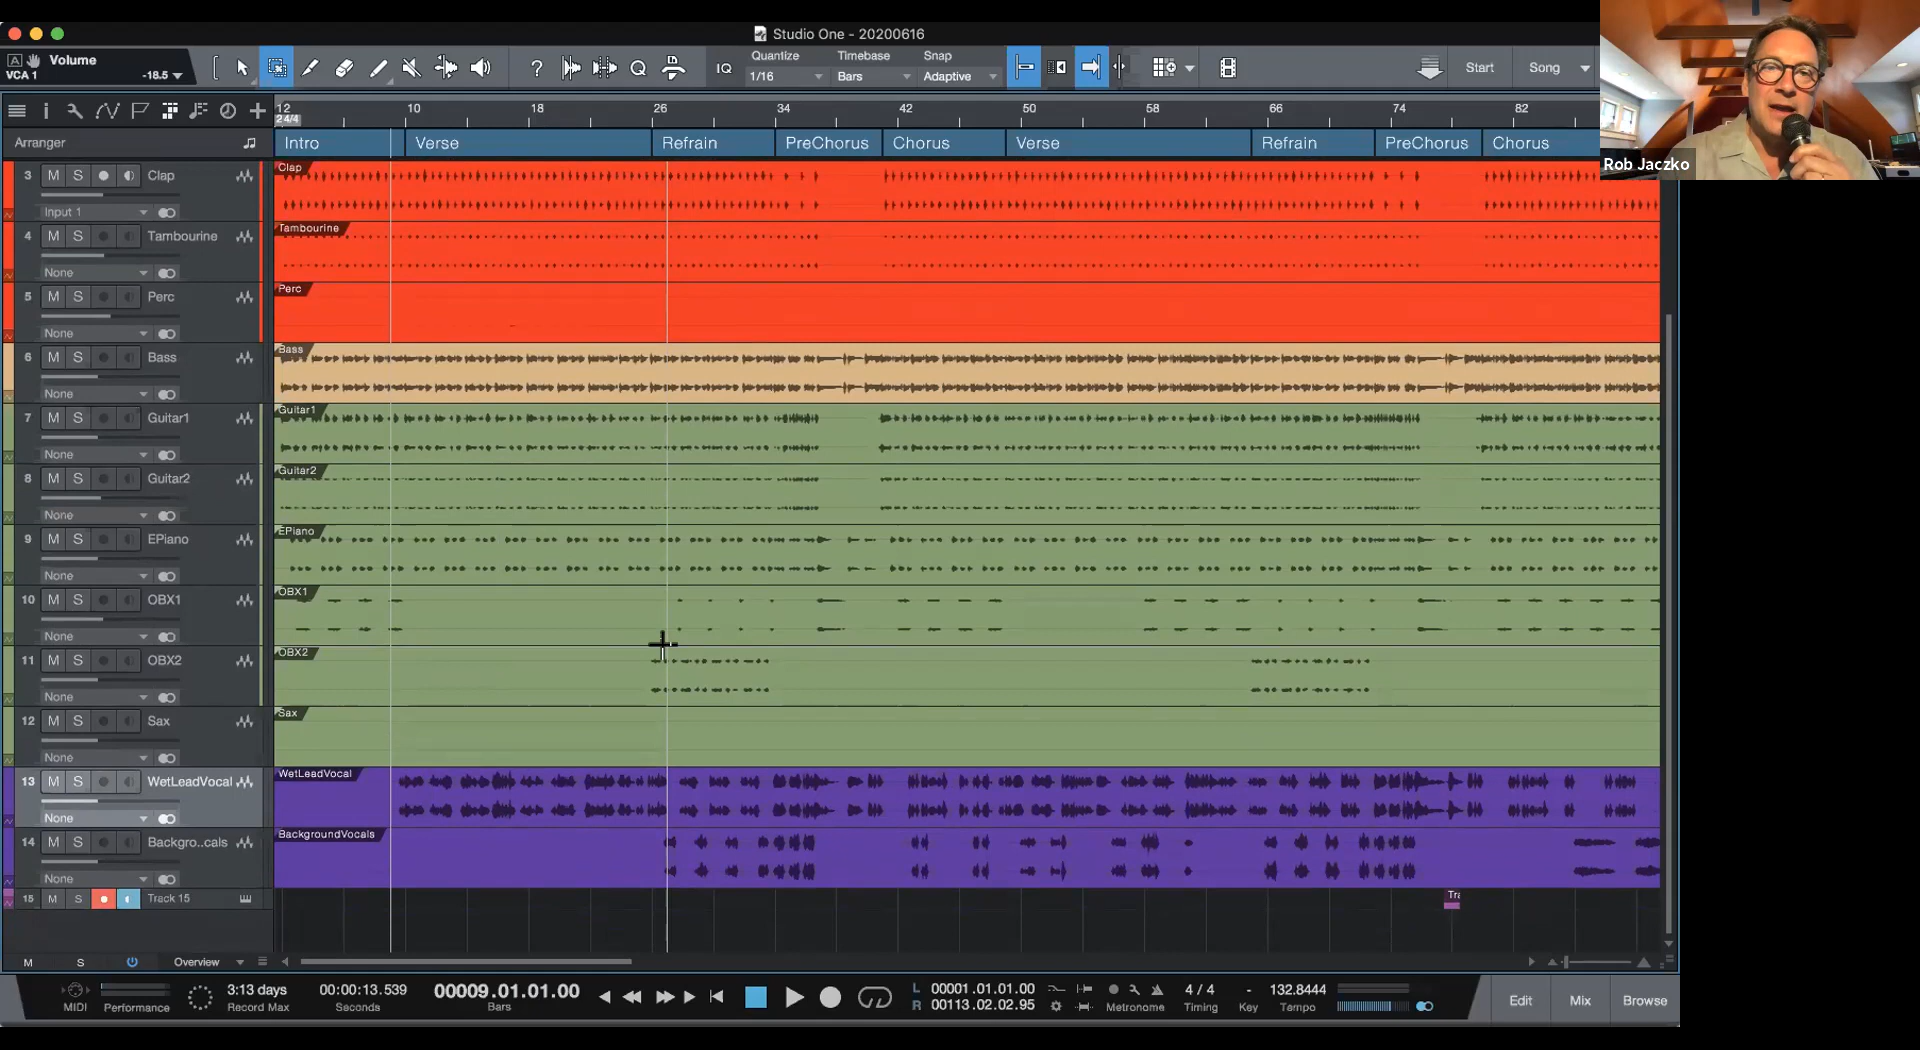 Studio One - 20200616
Volume
VCA 1
-18.5
IQ
Quantize
1/16
Timebase
Bars
Snap
Adaptive
Start
Song
Rob Jaczko
12
10
18
26
34
42
50
58
66
74
82
4/4
Arranger
Intro
Verse
Refrain
PreChorus
Chorus
Verse
Refrain
PreChorus
Chorus
3 M S Clap
Input 1
Clap
4 M S Tambourine
None
Tambourine
5 M S Perc
None
Perc
6 M S Bass
None
Bass
7 M S Guitar1
None
Guitar1
8 M S Guitar2
None
Guitar2
9 M S EPiano
None
EPiano
10 M S OBX1
None
OBX1
11 M S OBX2
None
OBX2
12 M S Sax
None
Sax
13 M S WetLeadVocal
None
WetLeadVocal
14 M S Backgro..cals
None
BackgroundVocals
15 M S Track 15
Tra
M S Overview
MIDI
Performance
3:13 days
Record Max
00:00:13.539
Seconds
00009.01.01.00
Bars
L 00001.01.01.00
R 00113.02.02.95
Metronome
4 / 4
Timing
-
Key
132.8444
Tempo
Edit
Mix
Browse